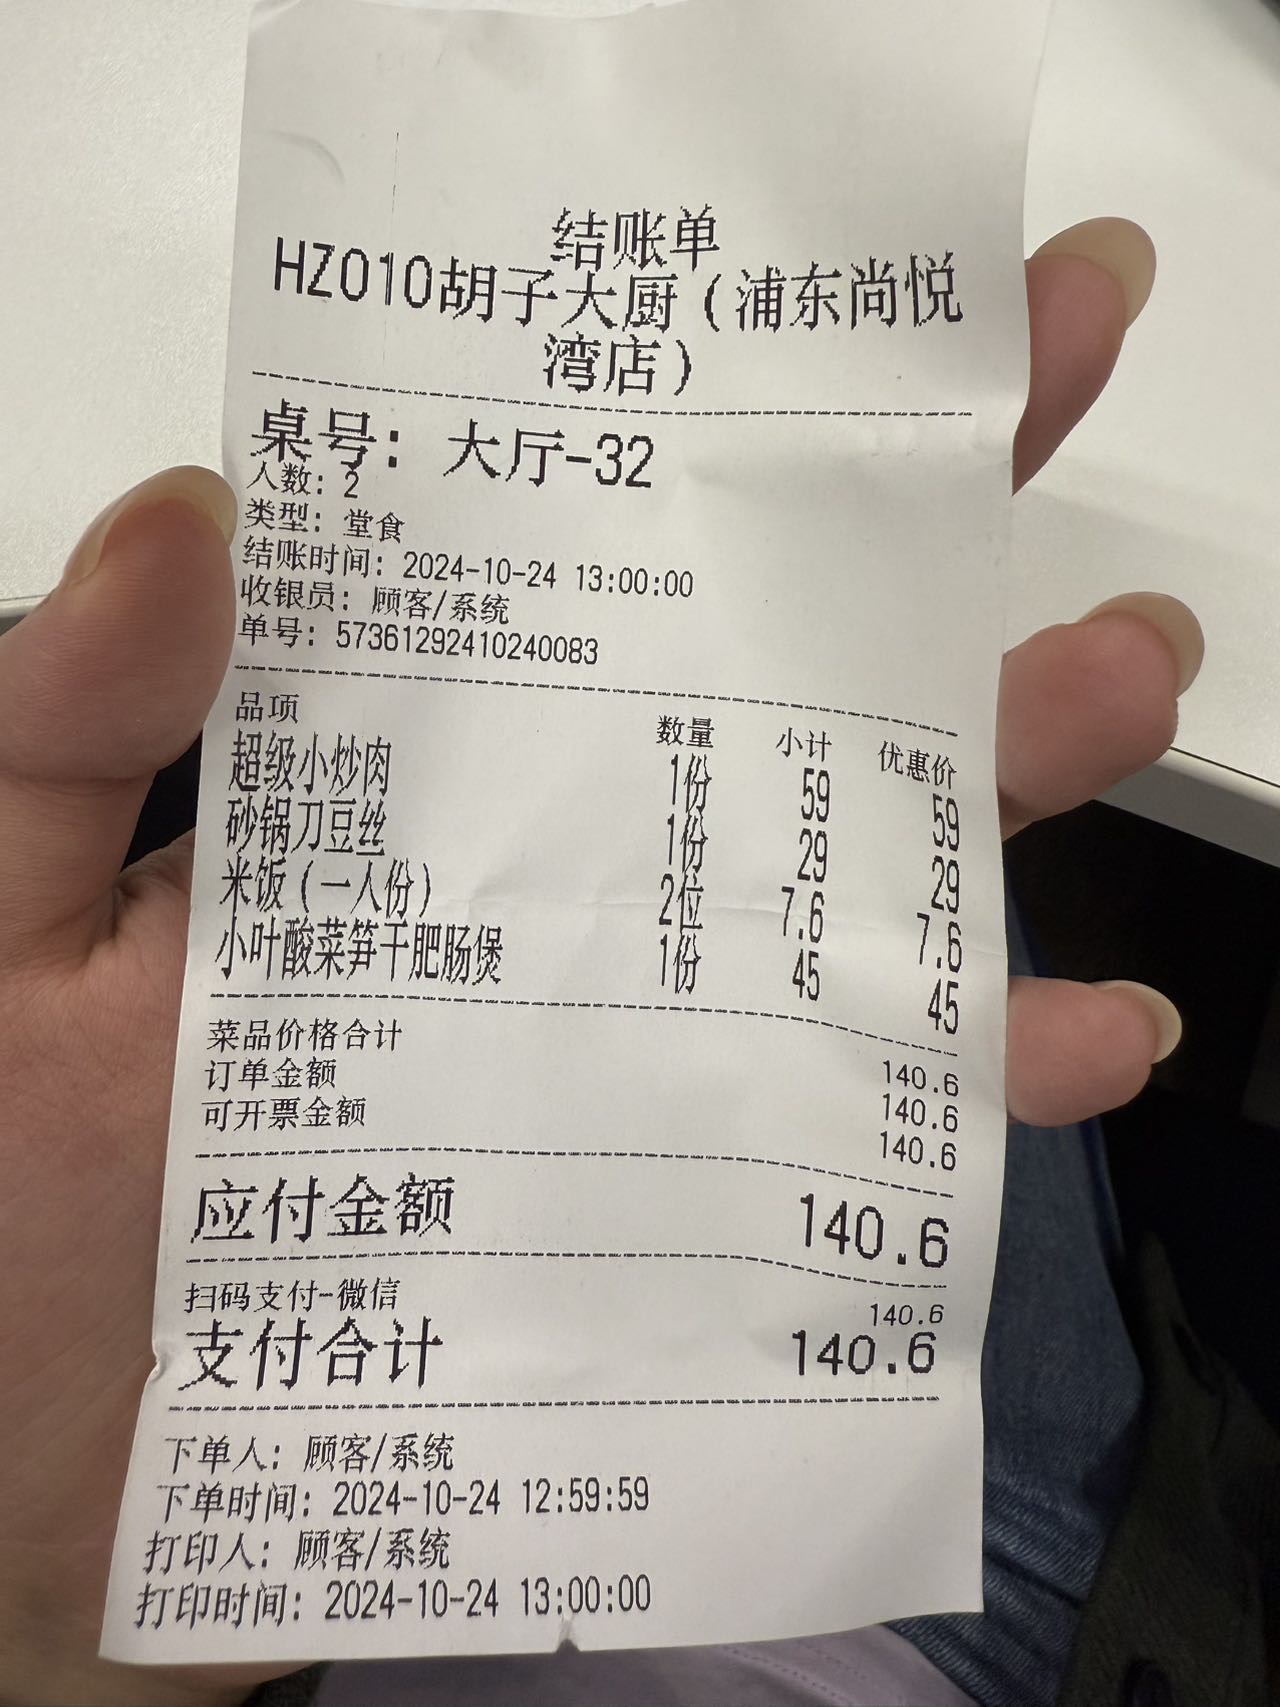 结账单
HZ010胡子大厨(浦东尚悦
湾店)
桌号: 大厅-32
人数: 2
类型: 堂食
结账时间: 2024-10-24 13:00:00
收银员: 顾客/系统
单号: 57361292410240083
品项 数量 小计 优惠价
超级小炒肉 1份 59 59
砂锅刀豆丝 1份 29 29
米饭(一人份) 2位 7.6 7.6
小叶酸菜笋干肥肠煲 1份 45 45
菜品价格合计 140.6
订单金额 140.6
可开票金额 140.6
应付金额 140.6
扫码支付-微信 140.6
支付合计 140.6
下单人: 顾客/系统
下单时间: 2024-10-24 12:59:59
打印人: 顾客/系统
打印时间: 2024-10-24 13:00:00